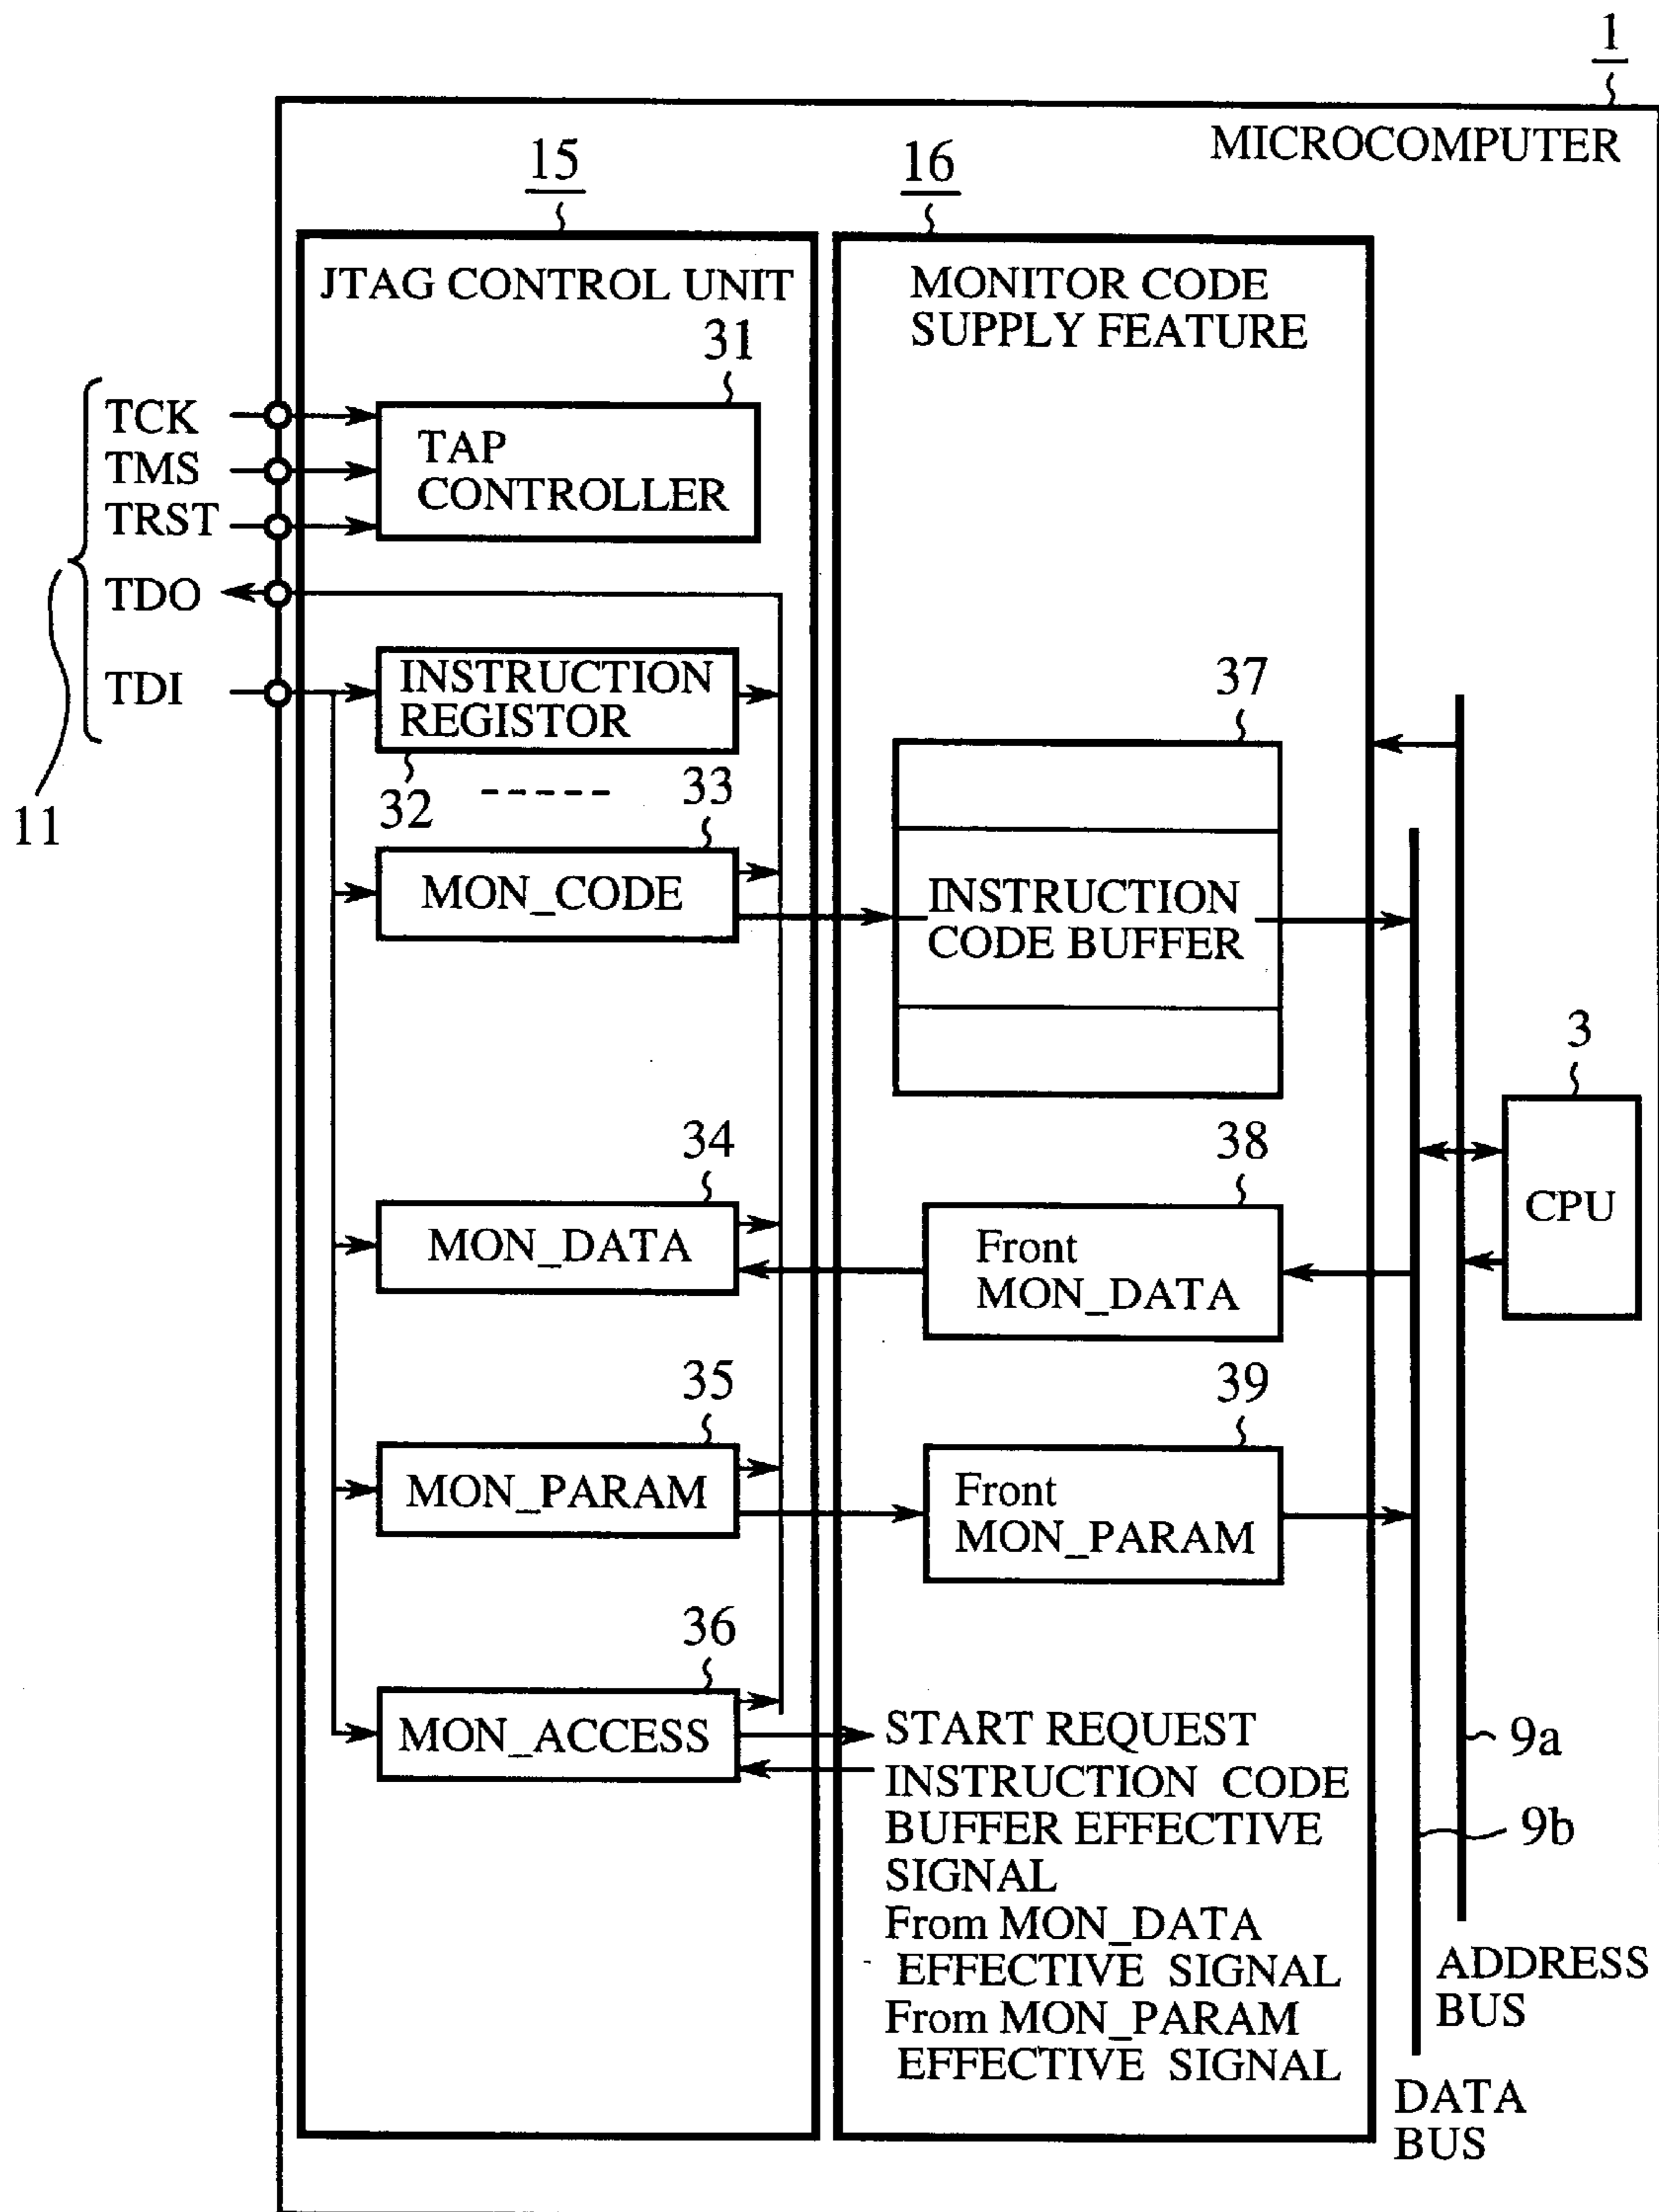 1
MICROCOMPUTER
15
16
JTAG CONTROL UNIT
MONITOR CODE
SUPPLY FEATURE
31
TCK
TMS
TRST
TDO
TDI
11
TAP
CONTROLLER
INSTRUCTION
REGISTOR
32
-----
33
MON_CODE
37
INSTRUCTION
CODE BUFFER
3
CPU
34
MON_DATA
38
Front
MON_DATA
35
MON_PARAM
39
Front
MON_PARAM
36
MON_ACCESS
START REQUEST
INSTRUCTION CODE
BUFFER EFFECTIVE
SIGNAL
From MON_DATA
EFFECTIVE SIGNAL
From MON_PARAM
EFFECTIVE SIGNAL
9a
9b
ADDRESS
BUS
DATA
BUS